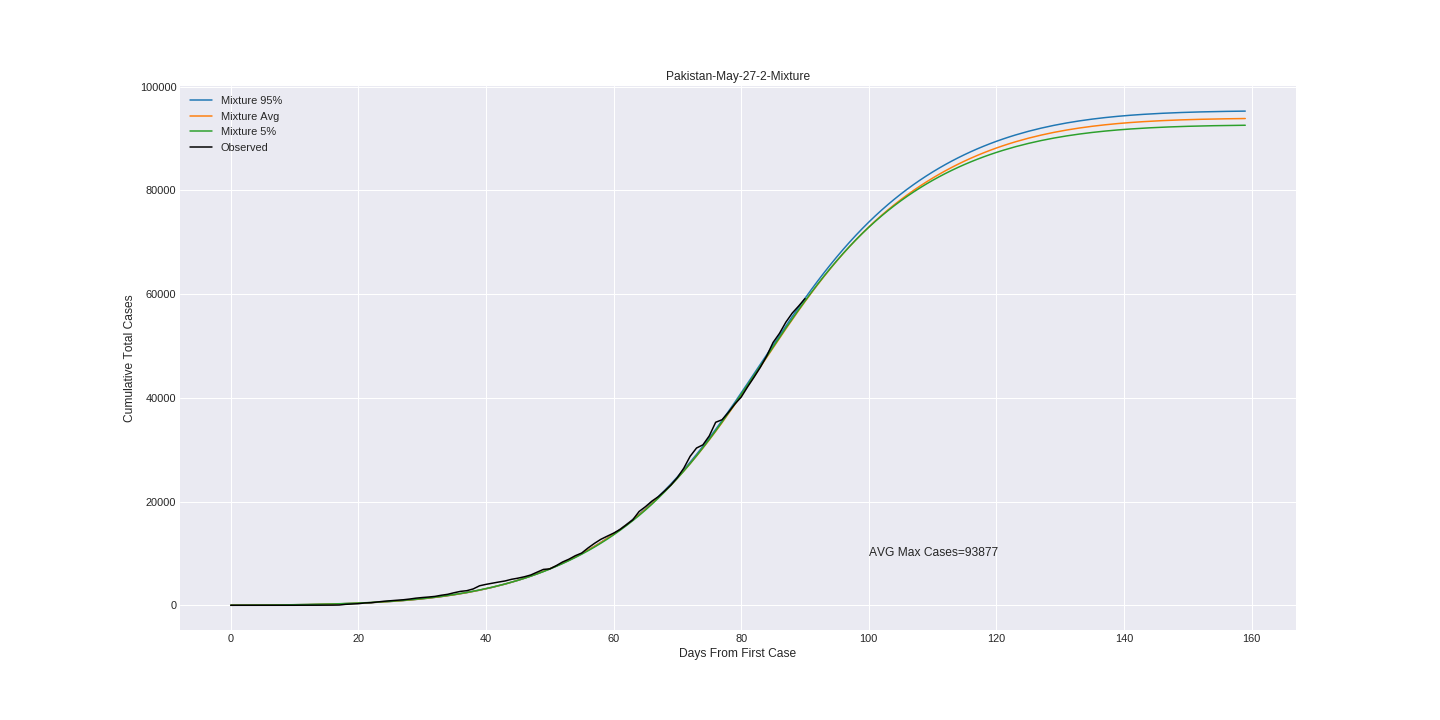 Pakistan-May-27-2-Mixture
100000
80000
60000
40000
20000
0
Cumulative Total Cases
Mixture 95%
Mixture Avg
Mixture 5%
Observed
AVG Max Cases=93877
0 20 40 60 80 100 120 140 160
Days From First Case